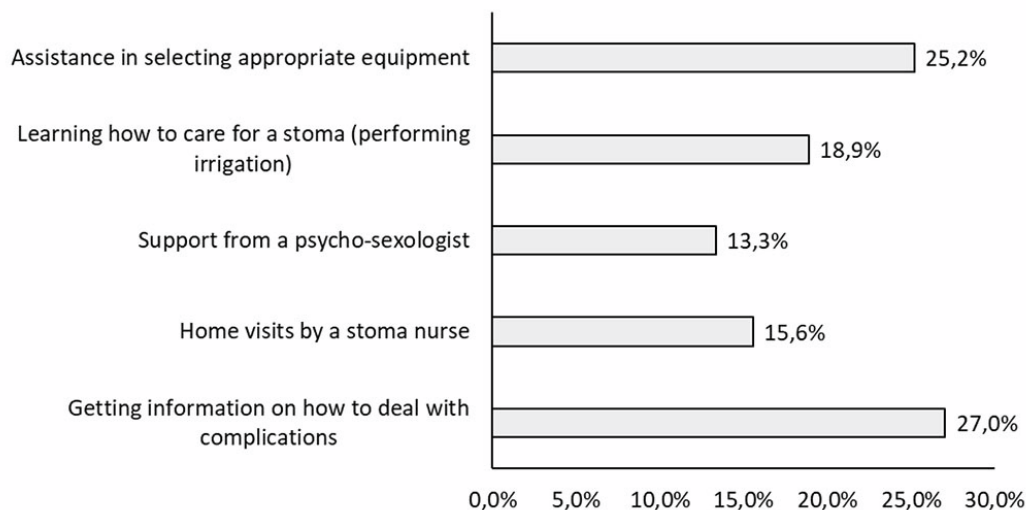 Assistance in selecting appropriate equipment
25,2%
Learning how to care for a stoma (performing
irrigation)
18,9%
Support from a psycho-sexologist
13,3%
Home visits by a stoma nurse
15,6%
Getting information on how to deal with
complications
27,0%
0,0% 5,0% 10,0% 15,0% 20,0% 25,0% 30,0%